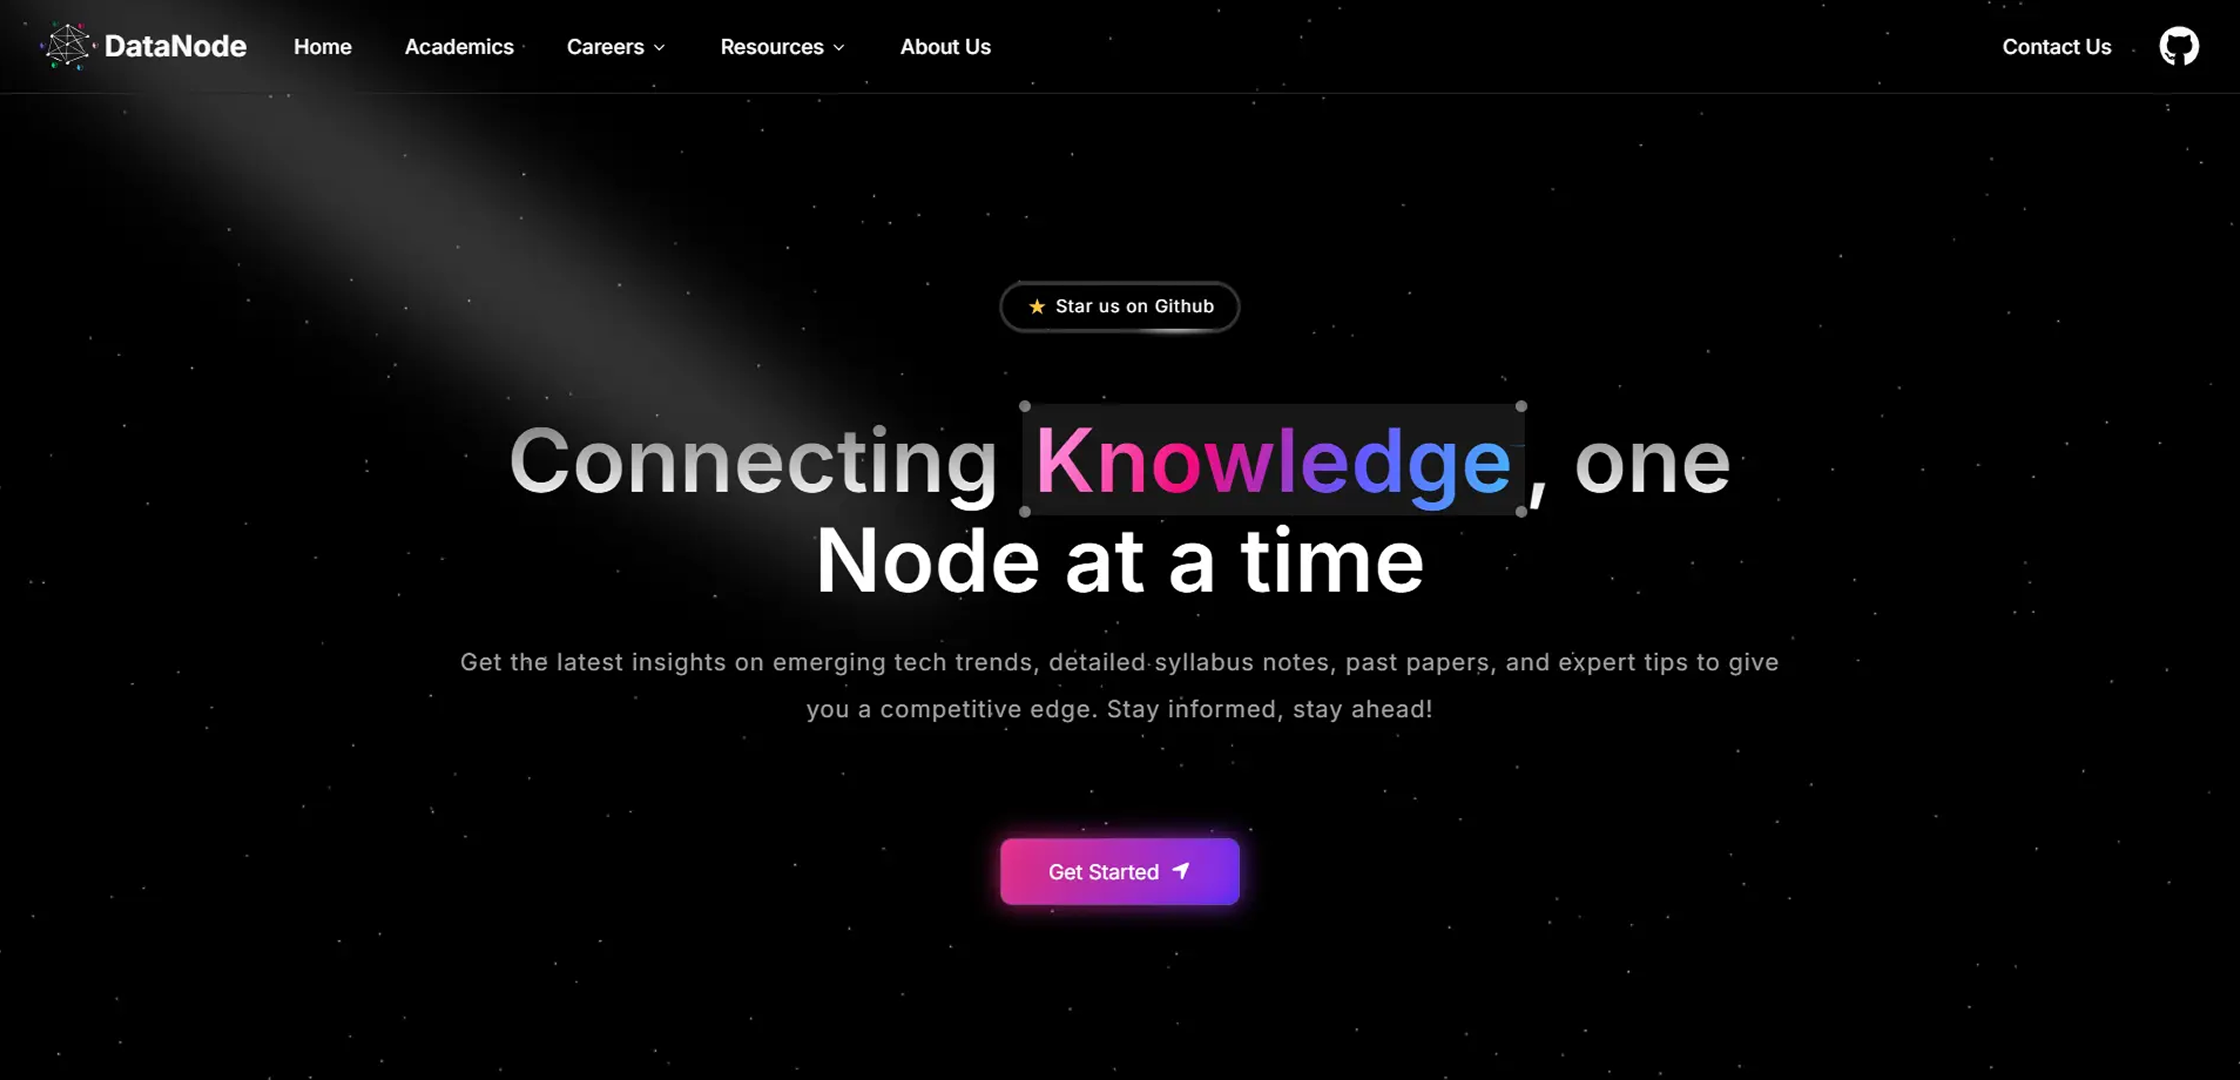 DataNode
Home
Academics
Careers
Resources
About Us
Contact Us
Star us on Github
Connecting Knowledge, one
Node at a time
Get the latest insights on emerging tech trends, detailed syllabus notes, past papers, and expert tips to give
you a competitive edge. Stay informed, stay ahead!
Get Started